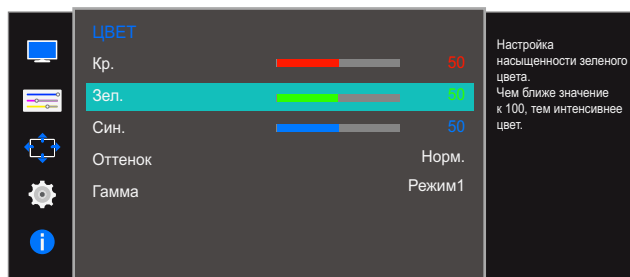 ЦВЕТ
Кр. 50
Зел. 50
Син. 50
Оттенок Норм.
Гамма Режим1
Настройка
насыщенности зеленого
цвета.
Чем ближе значение
к 100, тем интенсивнее
цвет.